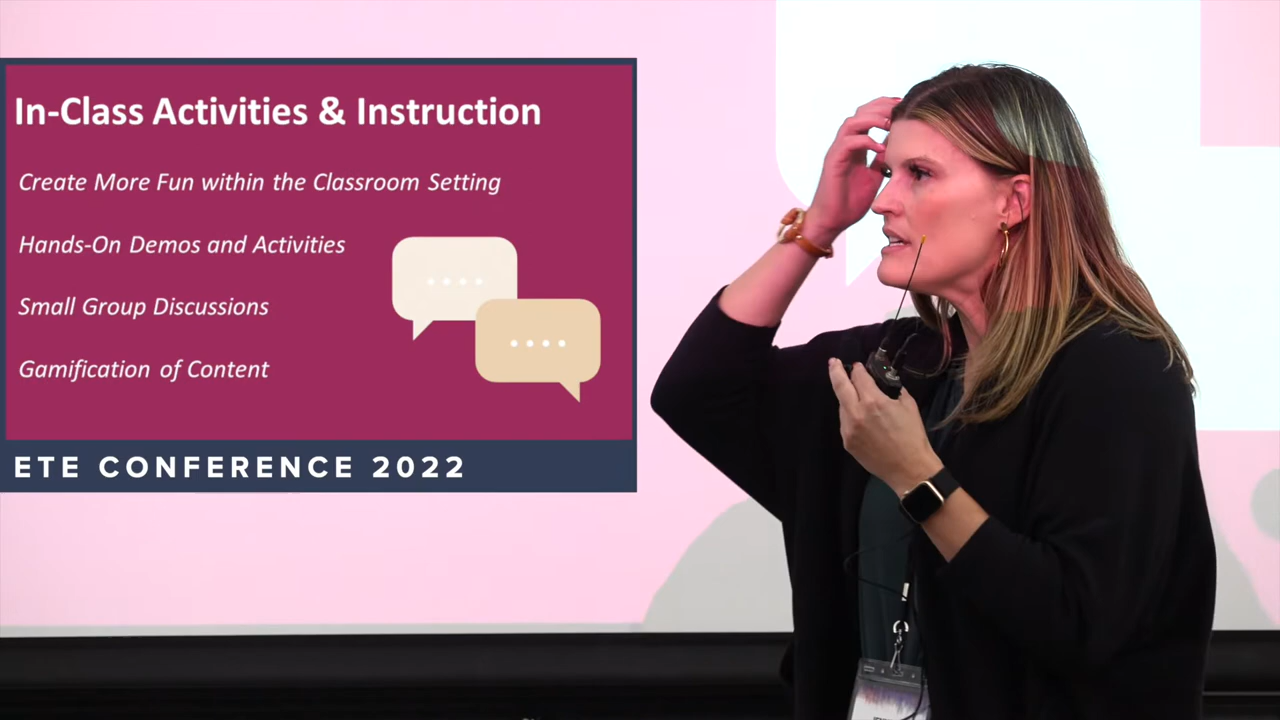 In-Class Activities & Instruction
Create More Fun within the Classroom Setting
Hands-On Demos and Activities
Small Group Discussions
Gamification of Content
ETE CONFERENCE 2022